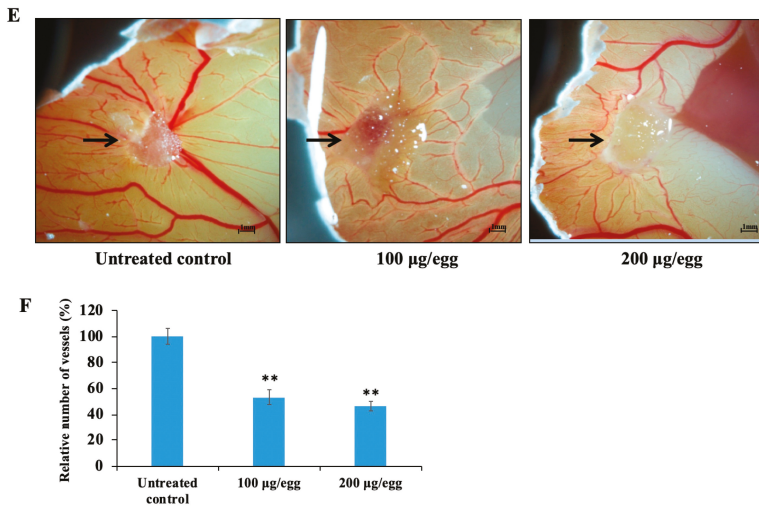 E
1mm
1mm
1mm
Untreated control
100 µg/egg
200 µg/egg
F
Relative number of vessels (%)
120
100
80
60
40
20
0
**
**
Untreated
control
100 µg/egg
200 µg/egg